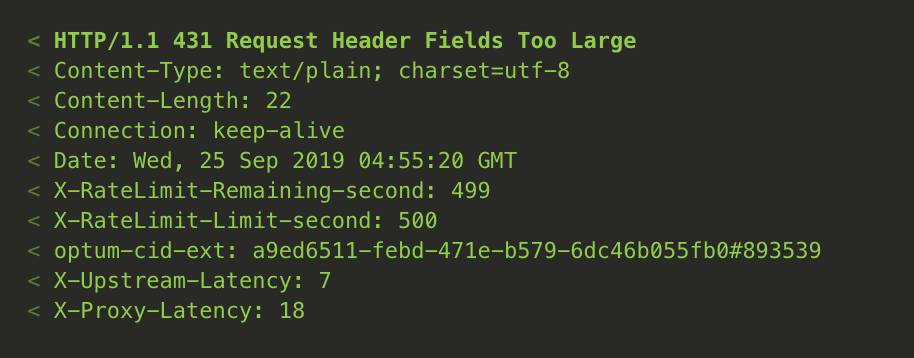 < HTTP/1.1 431 Request Header Fields Too Large
< Content-Type: text/plain; charset=utf-8
< Content-Length: 22
< Connection: keep-alive
< Date: Wed, 25 Sep 2019 04:55:20 GMT
< X-RateLimit-Remaining-second: 499
< X-RateLimit-Limit-second: 500
< optum-cid-ext: a9ed6511-febd-471e-b579-6dc46b055fb0#893539
< X-Upstream-Latency: 7
< X-Proxy-Latency: 18